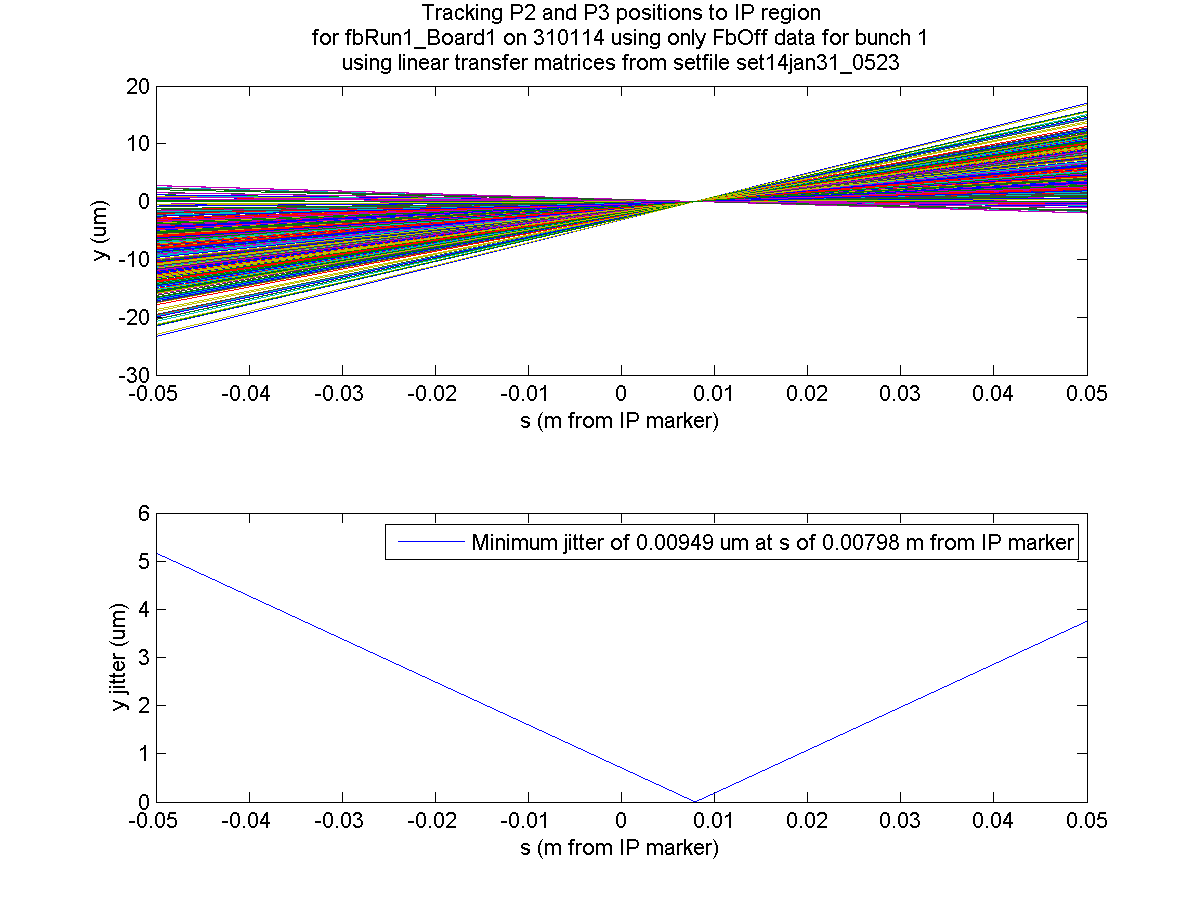 Tracking P2 and P3 positions to IP region
for fbRun1_Board1 on 310114 using only FbOff data for bunch 1
using linear transfer matrices from setfile set14jan31_0523
20
10
0
-10
-20
-30
y (um)
-0.05 -0.04 -0.03 -0.02 -0.01 0 0.01 0.02 0.03 0.04 0.05
s (m from IP marker)
Minimum jitter of 0.00949 um at s of 0.00798 m from IP marker
6
5
4
3
2
1
0
y jitter (um)
-0.05 -0.04 -0.03 -0.02 -0.01 0 0.01 0.02 0.03 0.04 0.05
s (m from IP marker)